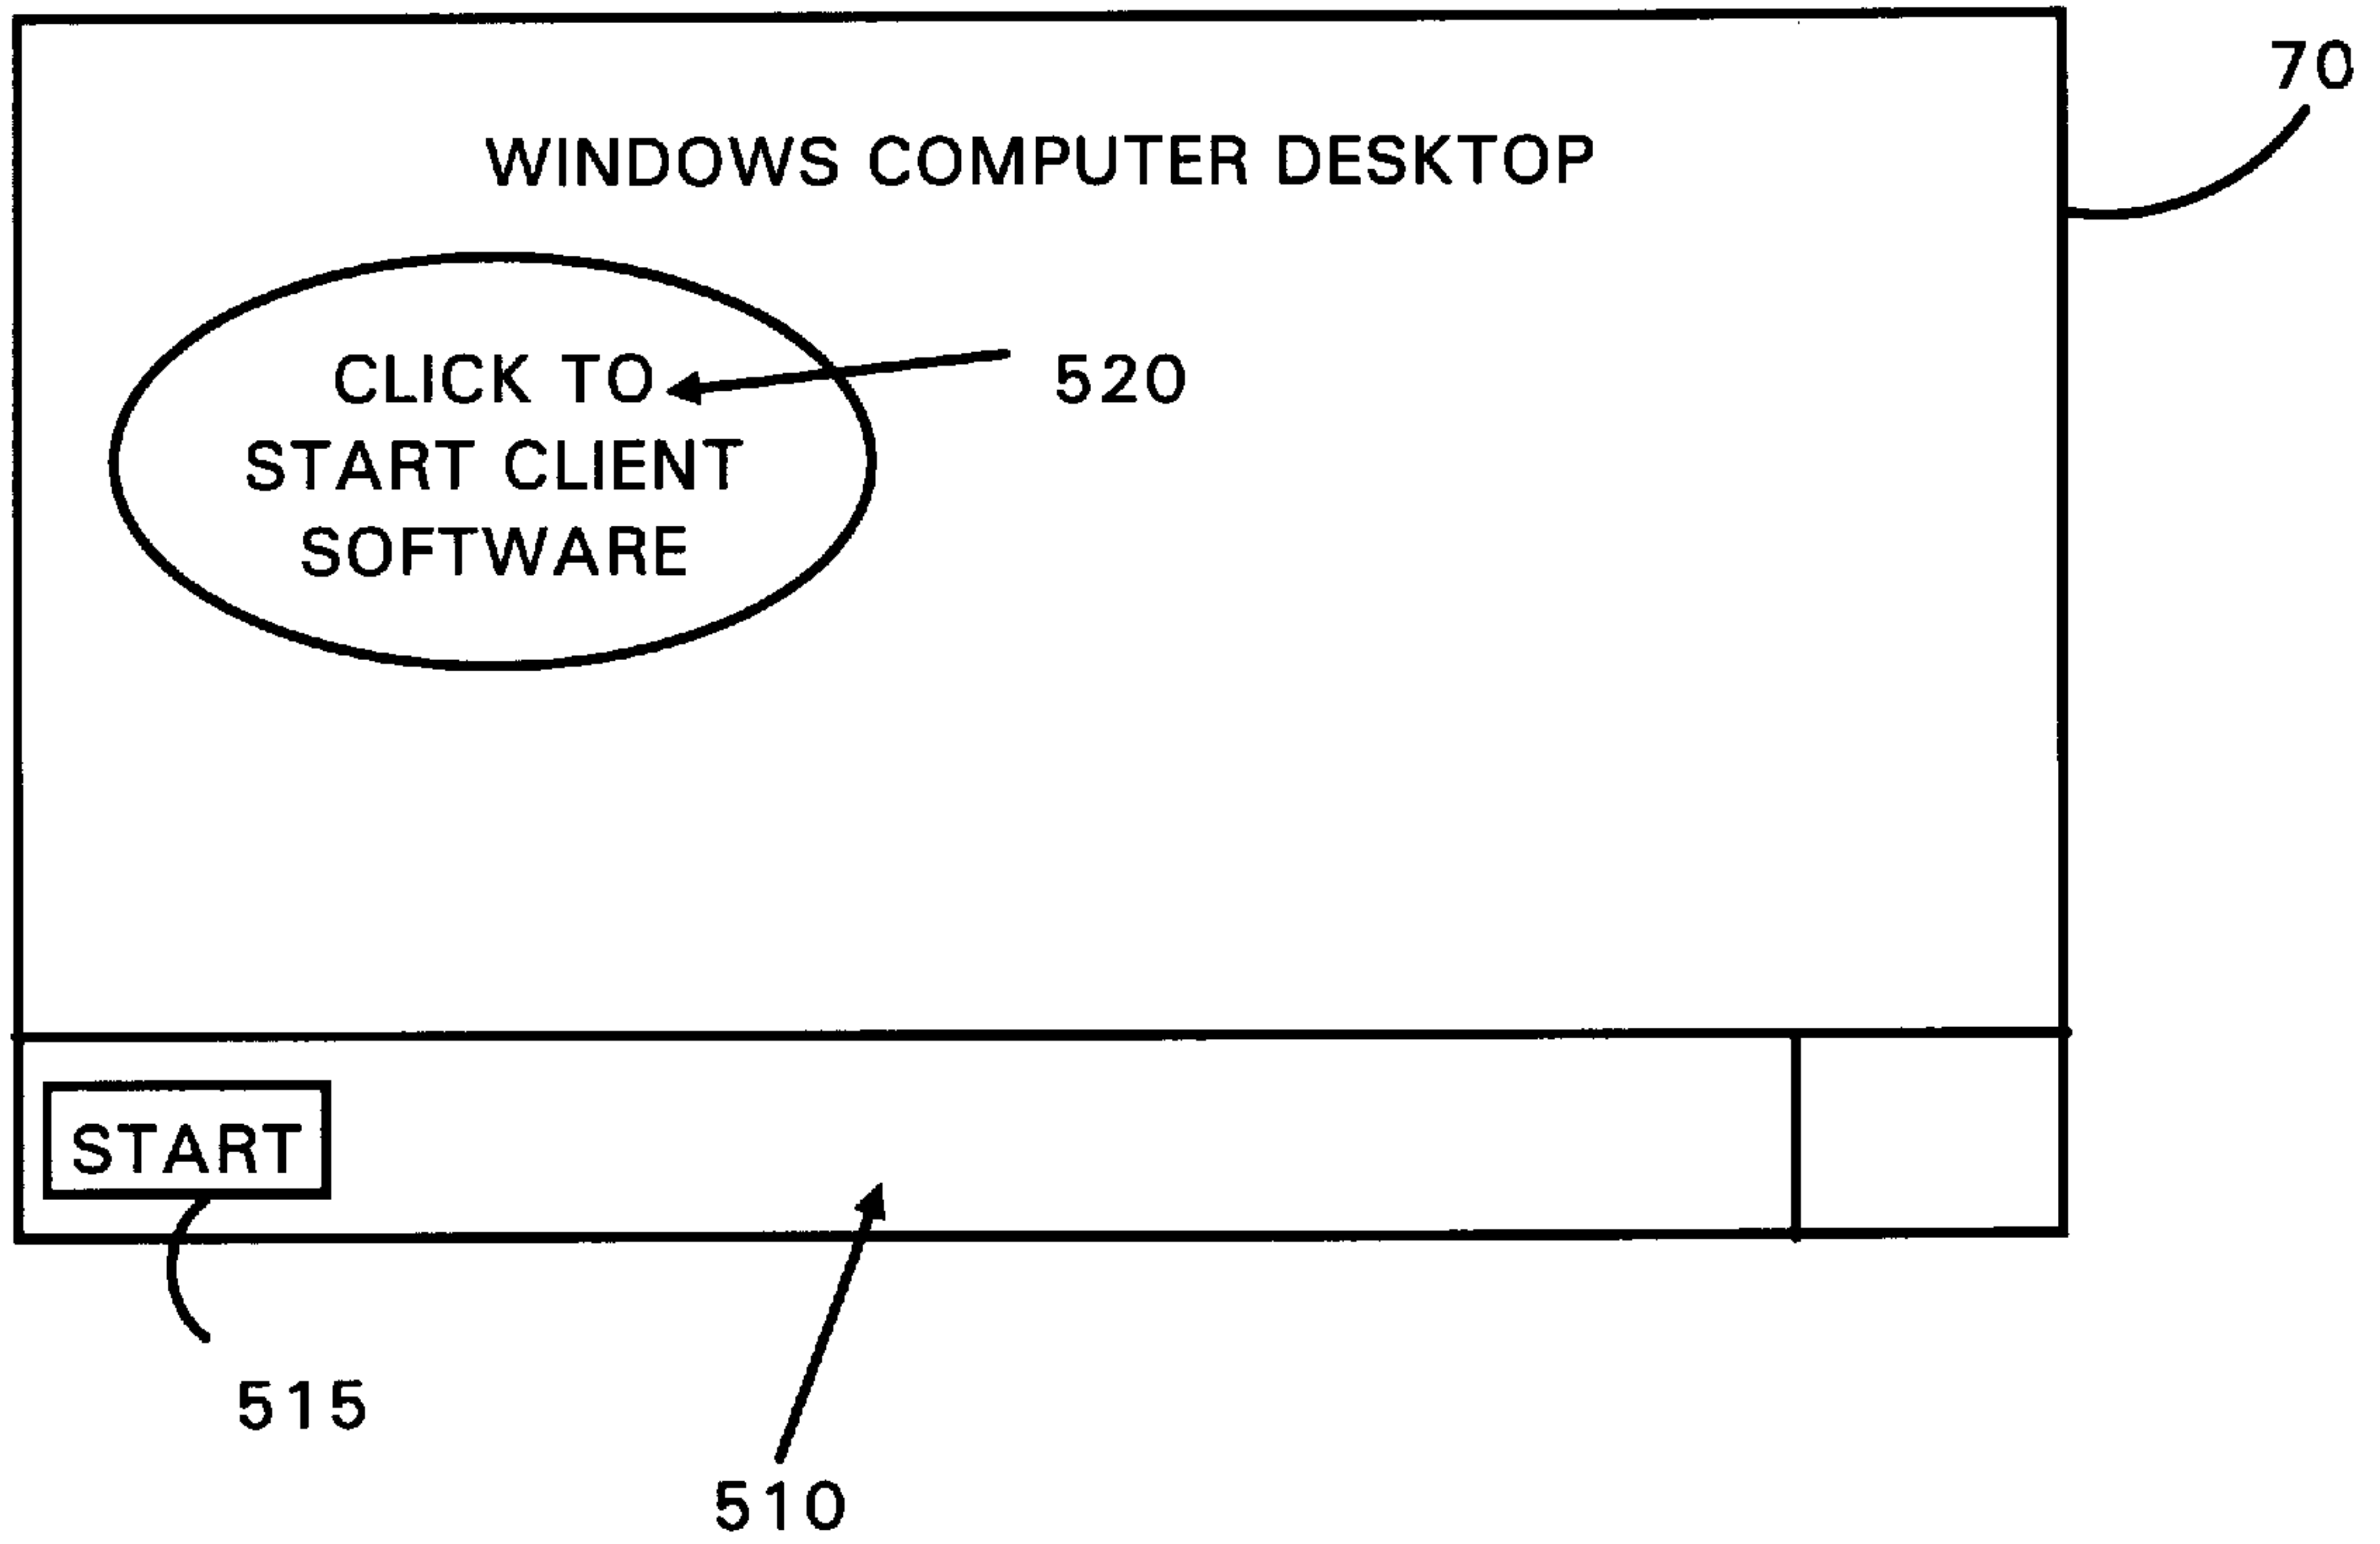 70
WINDOWS COMPUTER DESKTOP
CLICK TO
520
START CLIENT
SOFTWARE
START
515
510